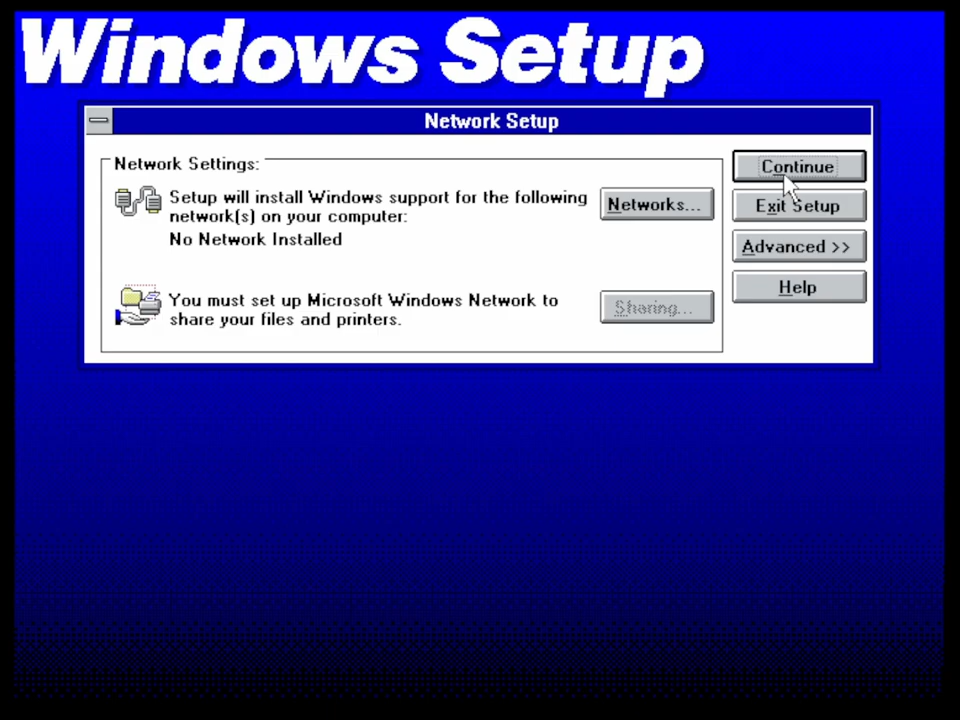 Windows Setup
Network Setup
Network Settings:
Setup will install Windows support for the following
network(s) on your computer:
No Network Installed
Networks...
You must set up Microsoft Windows Network to
share your files and printers.
Sharing...
Continue
Exit Setup
Advanced >>
Help